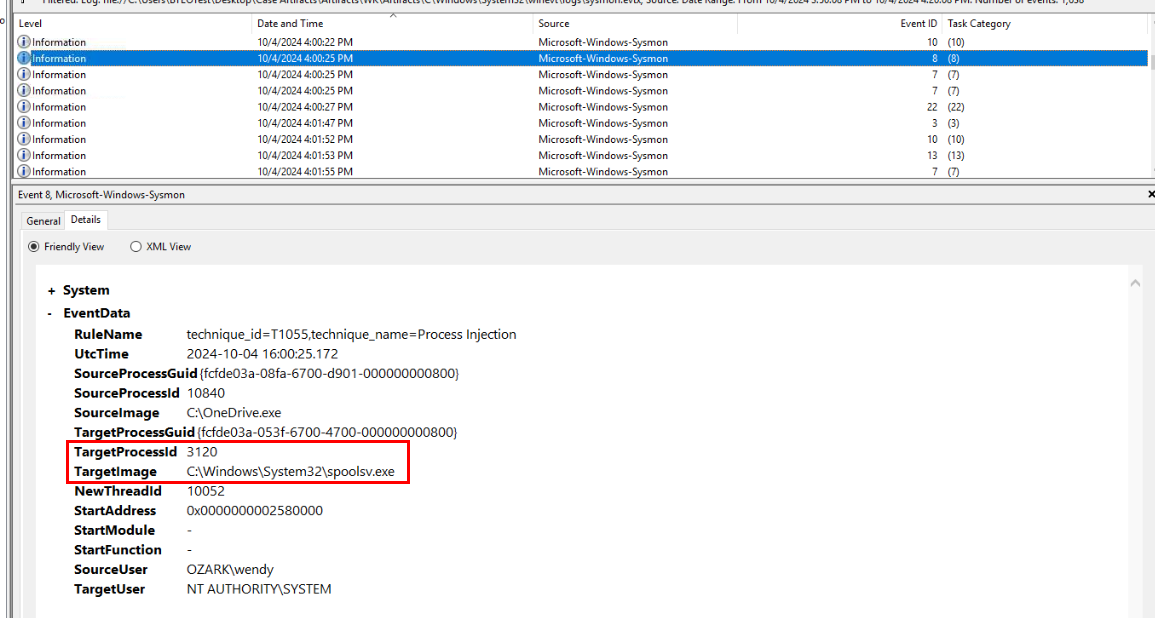 Filtered: Log: file://C:\Users\BTLOTest\Desktop\Case Artifacts\Artifacts\WK\Artifacts\C\Windows\System32\winevt\logs\sysmon.evtx; Source: Date Range: From 10/4/2024 3:50:08 PM to 10/4/2024 4:20:08 PM. Number of events: 1,038
Level Date and Time Source Event ID Task Category
Information 10/4/2024 4:00:22 PM Microsoft-Windows-Sysmon 10 (10)
Information 10/4/2024 4:00:25 PM Microsoft-Windows-Sysmon 8 (8)
Information 10/4/2024 4:00:25 PM Microsoft-Windows-Sysmon 7 (7)
Information 10/4/2024 4:00:25 PM Microsoft-Windows-Sysmon 7 (7)
Information 10/4/2024 4:00:27 PM Microsoft-Windows-Sysmon 22 (22)
Information 10/4/2024 4:01:47 PM Microsoft-Windows-Sysmon 3 (3)
Information 10/4/2024 4:01:52 PM Microsoft-Windows-Sysmon 10 (10)
Information 10/4/2024 4:01:53 PM Microsoft-Windows-Sysmon 13 (13)
Information 10/4/2024 4:01:55 PM Microsoft-Windows-Sysmon 7 (7)
Event 8, Microsoft-Windows-Sysmon
General Details
Friendly View XML View
+ System
- EventData
RuleName technique_id=T1055,technique_name=Process Injection
UtcTime 2024-10-04 16:00:25.172
SourceProcessGuid {fcfde03a-08fa-6700-d901-000000000800}
SourceProcessId 10840
SourceImage C:\OneDrive.exe
TargetProcessGuid {fcfde03a-053f-6700-4700-000000000800}
TargetProcessId 3120
TargetImage C:\Windows\System32\spoolsv.exe
NewThreadId 10052
StartAddress 0x0000000002580000
StartModule -
StartFunction -
SourceUser OZARK\wendy
TargetUser NT AUTHORITY\SYSTEM